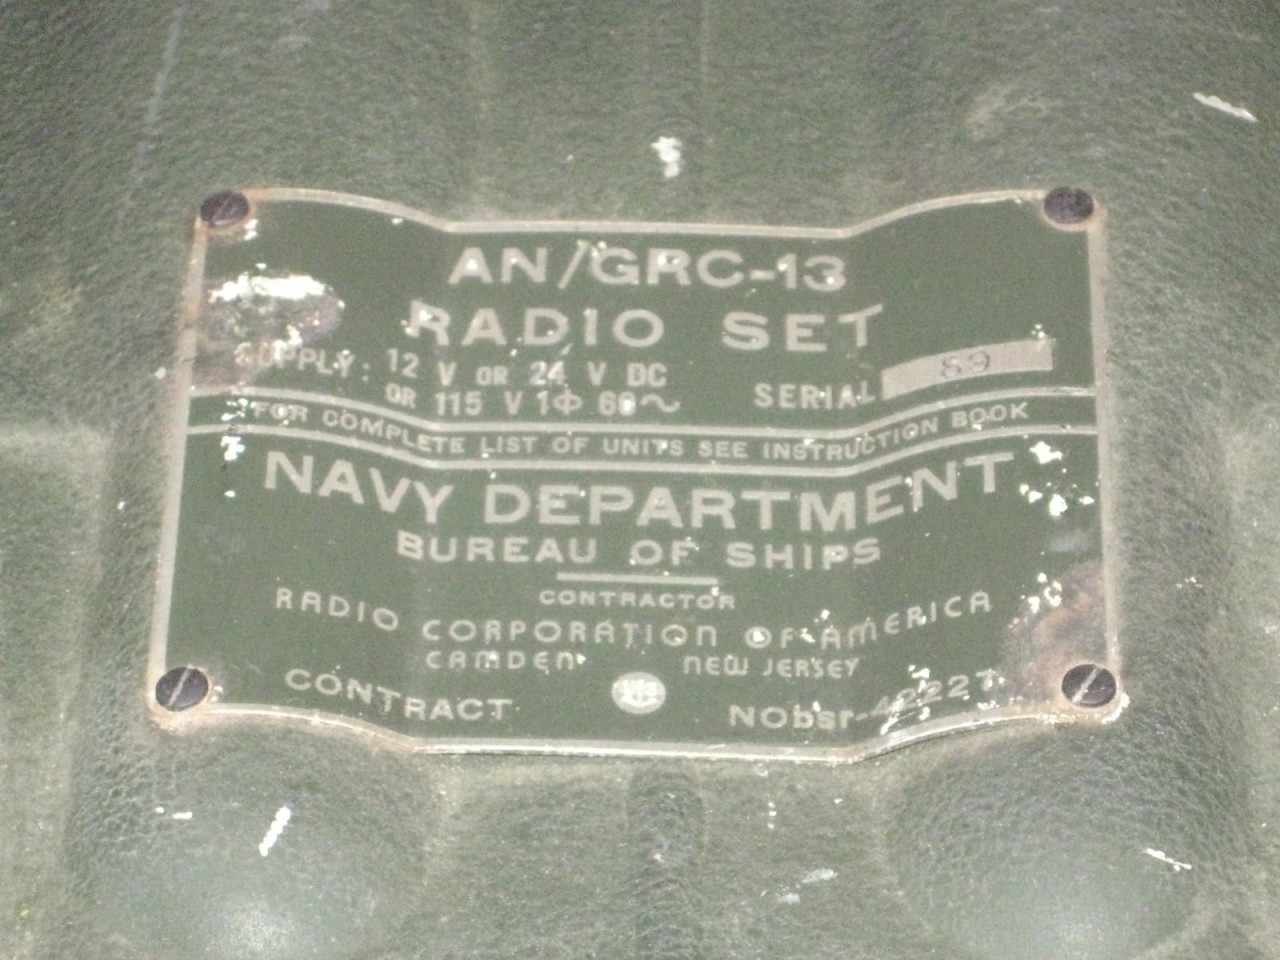 AN/GRC-13
RADIO SET
SUPPLY: 12 V OR 24 V DC
OR 115 V 1Φ 60~
SERIAL 89
FOR COMPLETE LIST OF UNITS SEE INSTRUCTION BOOK
NAVY DEPARTMENT
BUREAU OF SHIPS
CONTRACTOR
RADIO CORPORATION OF AMERICA
CAMDEN NEW JERSEY
CONTRACT NObsr-42227